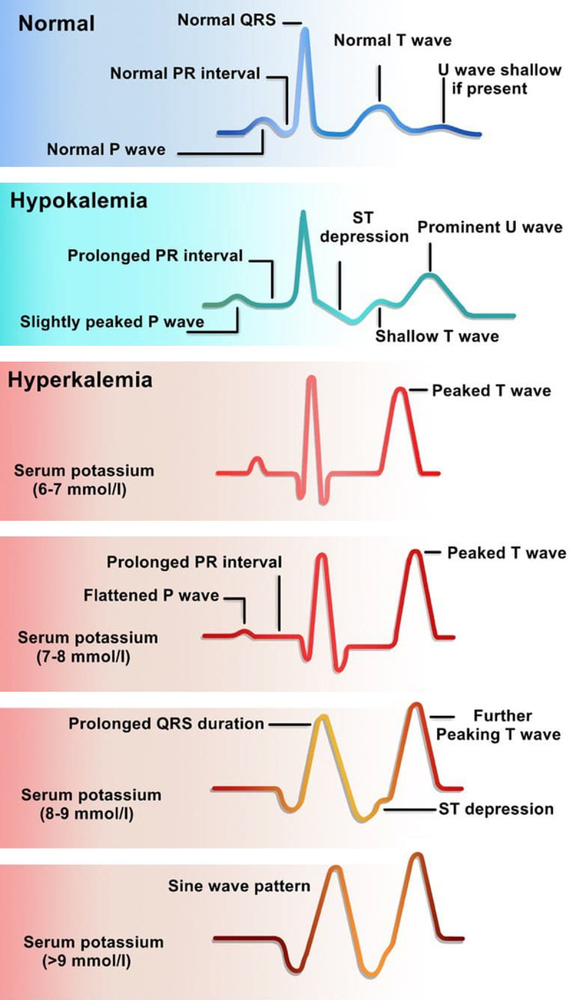 Normal
Normal QRS
Normal T wave
Normal PR interval
U wave shallow
if present
Normal P wave
Hypokalemia
ST
depression
Prominent U wave
Prolonged PR interval
Slightly peaked P wave
Shallow T wave
Hyperkalemia
Peaked T wave
Serum potassium
(6-7 mmol/l)
Prolonged PR interval
Peaked T wave
Flattened P wave
Serum potassium
(7-8 mmol/l)
Prolonged QRS duration
Further
Peaking T wave
Serum potassium
(8-9 mmol/l)
ST depression
Sine wave pattern
Serum potassium
(>9 mmol/l)